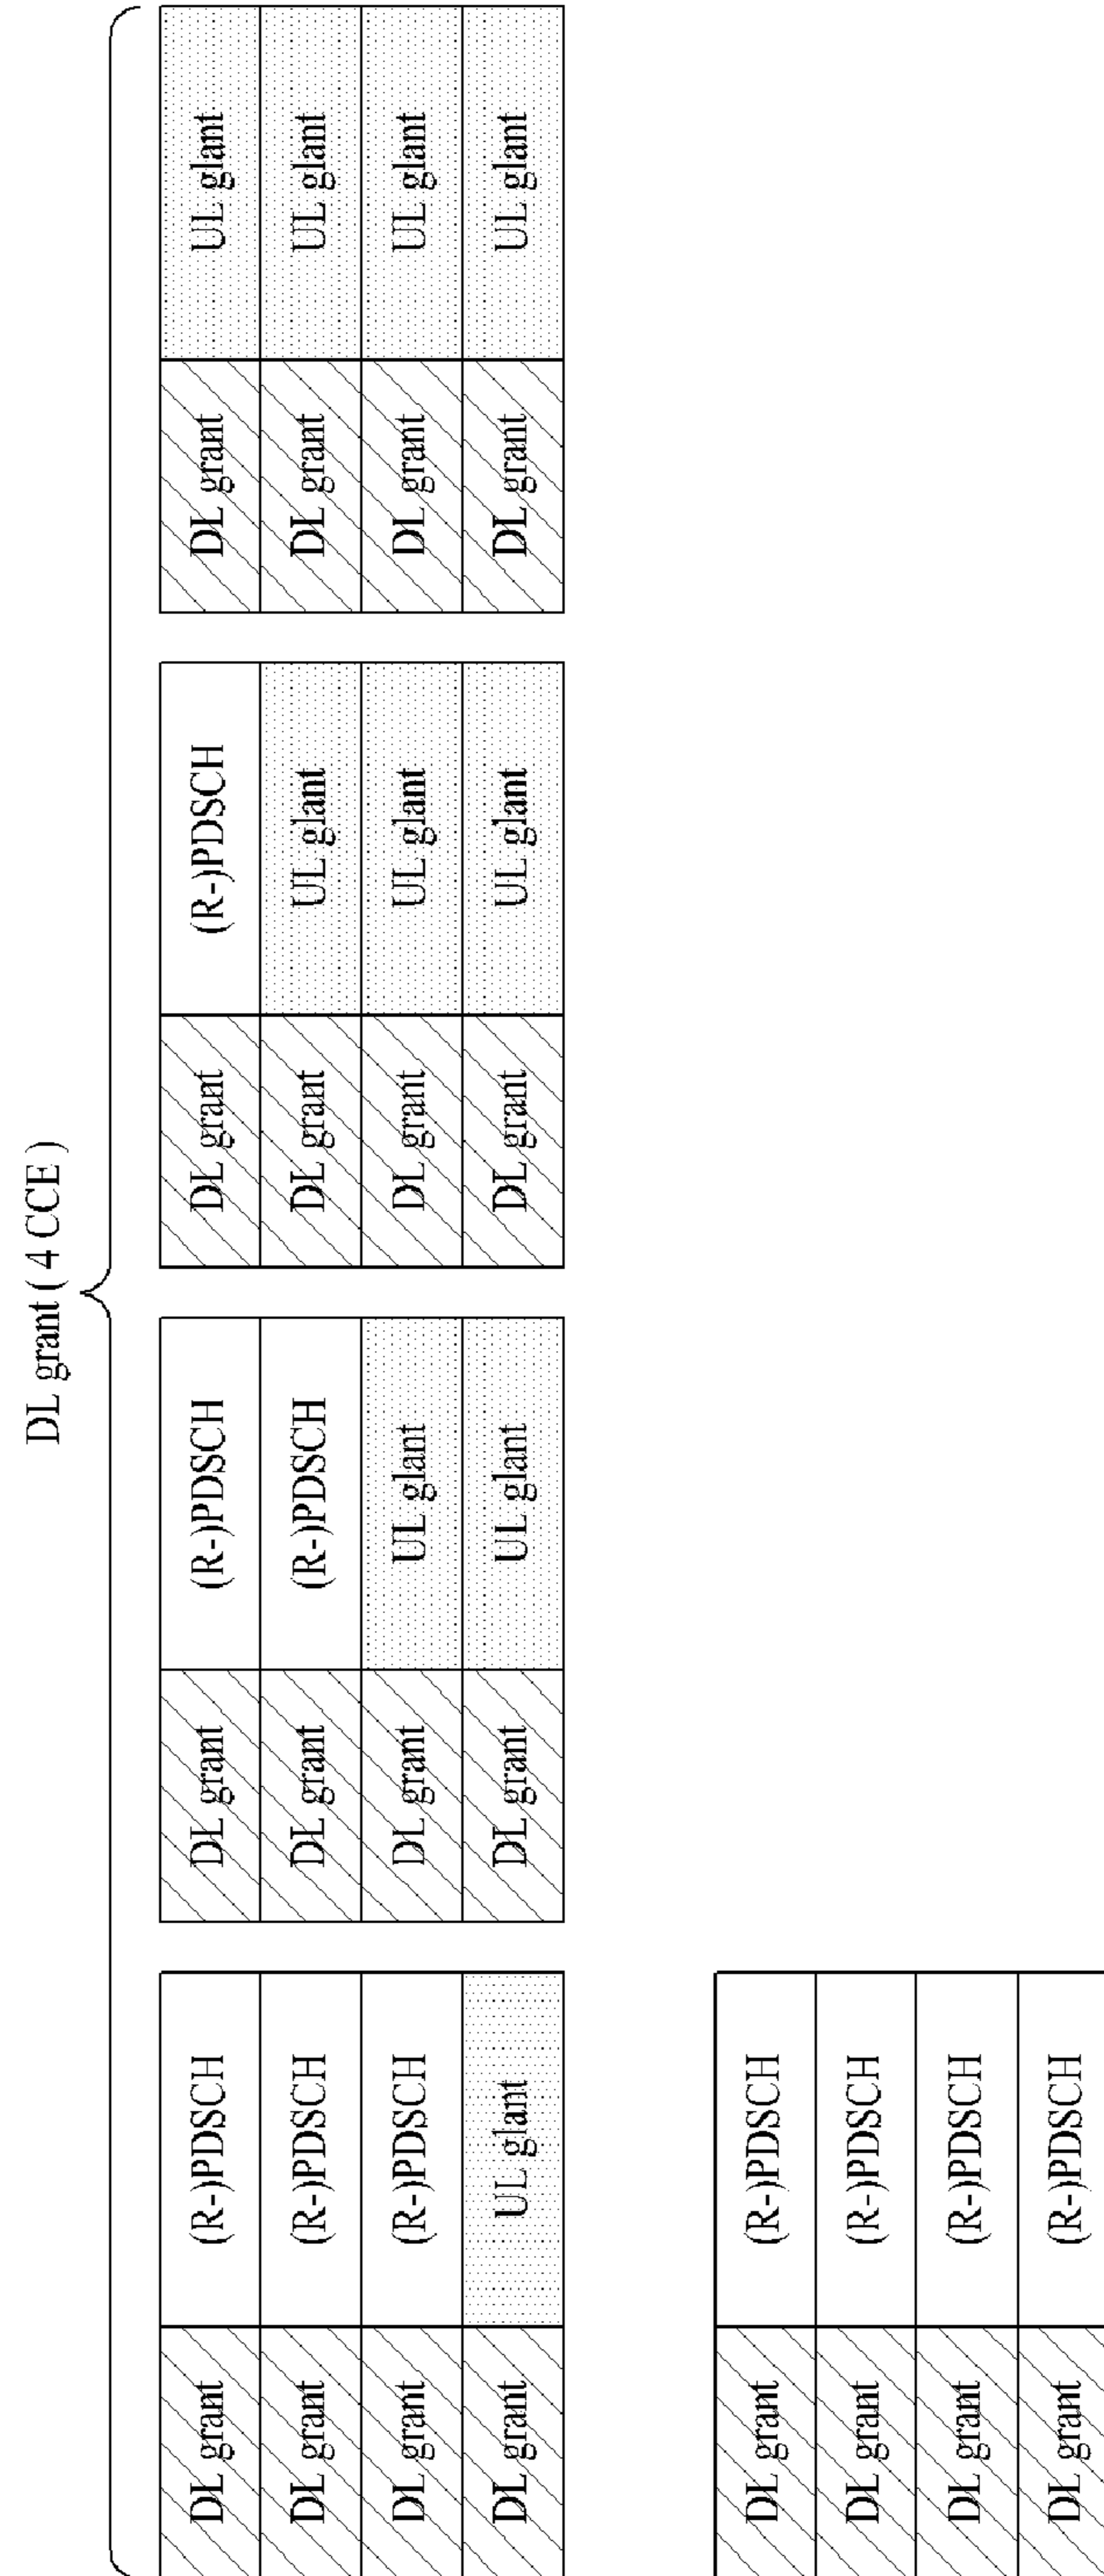 DL grant ( 4 CCE )
DL grant (R-)PDSCH DL grant (R-)PDSCH DL grant (R-)PDSCH DL grant UL glant
DL grant (R-)PDSCH DL grant (R-)PDSCH DL grant UL glant DL grant UL glant
DL grant (R-)PDSCH DL grant UL glant DL grant UL glant DL grant UL glant
DL grant UL glant DL grant UL glant DL grant UL glant DL grant UL glant
DL grant (R-)PDSCH
DL grant (R-)PDSCH
DL grant (R-)PDSCH
DL grant (R-)PDSCH